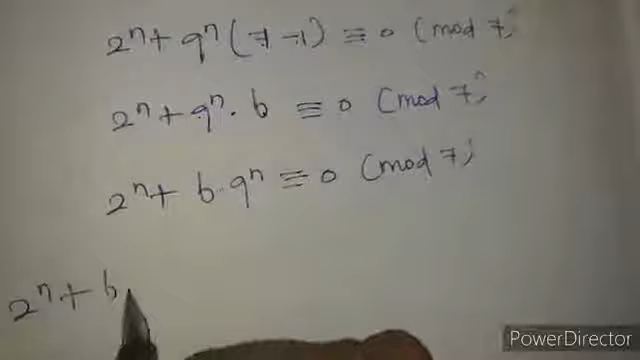 2ⁿ + 9ⁿ (7-1) ≡ 0 (mod 7)
2ⁿ + 9ⁿ · 6 ≡ 0 (mod 7)
2ⁿ + 6·9ⁿ ≡ 0 (mod 7)
2ⁿ + 6
PowerDirector